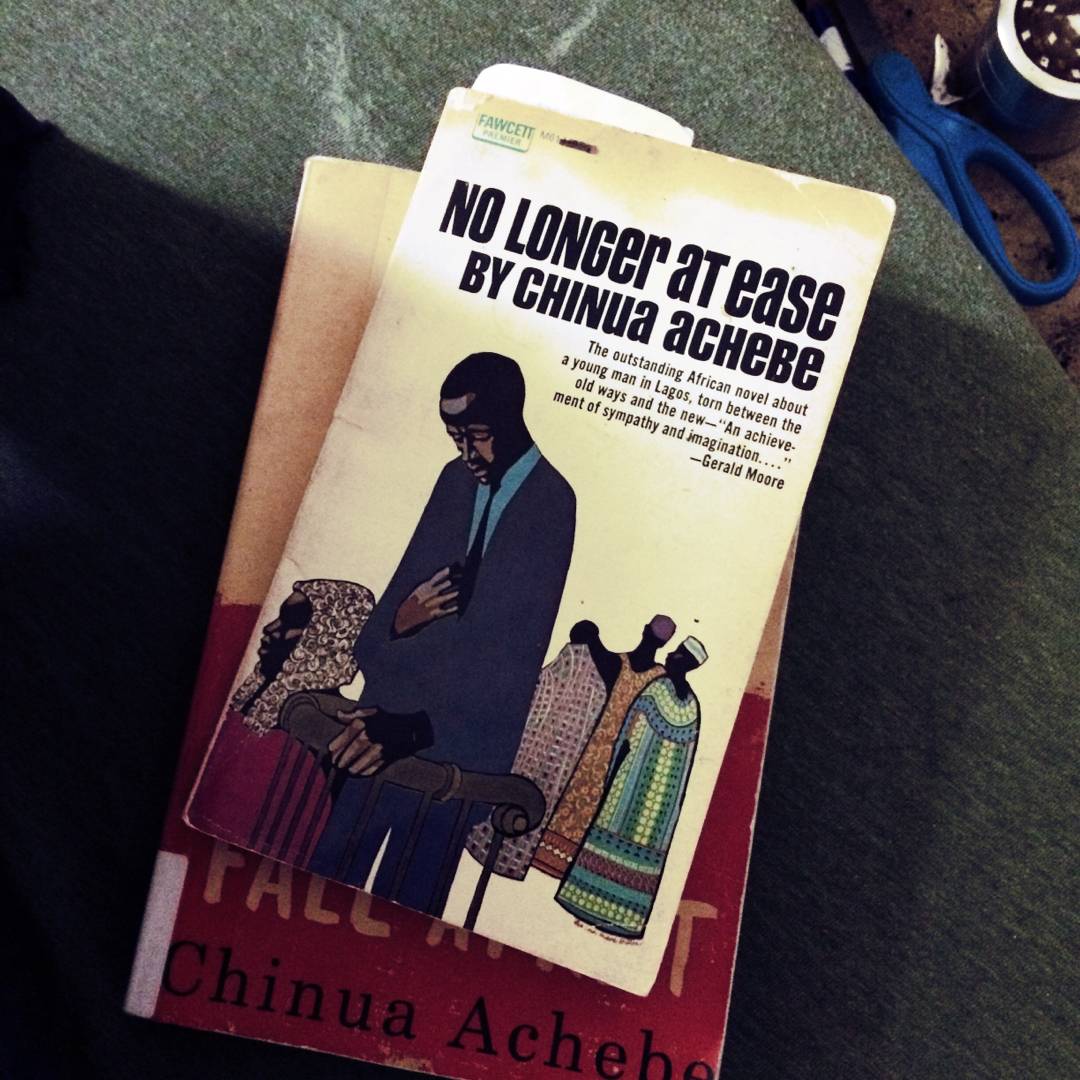 FAWCETT
PREMIER
NO LONGer aT ease
BY CHINUa acHeBe
The outstanding African novel about
a young man in Lagos, torn between the
old ways and the new—“An achieve-
ment of sympathy and imagination....”
—Gerald Moore
FALL
Chinua Achebe